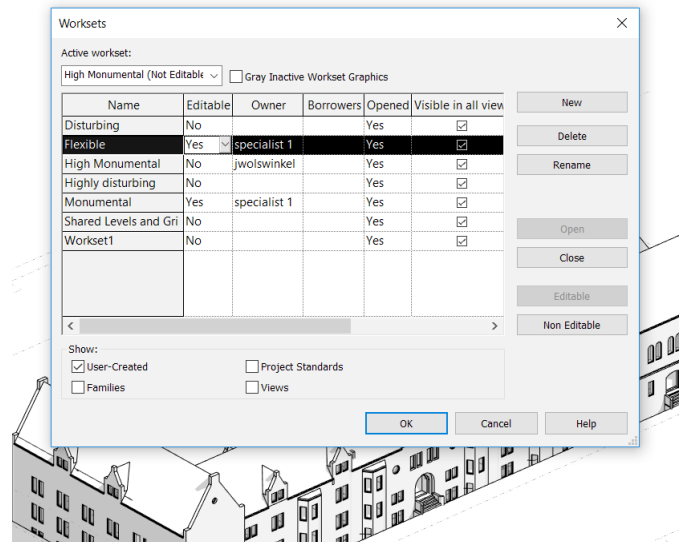 Worksets
Active workset:
High Monumental (Not Editable
Gray Inactive Workset Graphics
Name Editable Owner Borrowers Opened Visible in all view
Disturbing No Yes
Flexible Yes specialist 1 Yes
High Monumental No jwolswinkel Yes
Highly disturbing No Yes
Monumental Yes specialist 1 Yes
Shared Levels and Gri No Yes
Workset1 No Yes
New
Delete
Rename
Open
Close
Editable
Non Editable
Show:
User-Created Project Standards
Families Views
OK Cancel Help